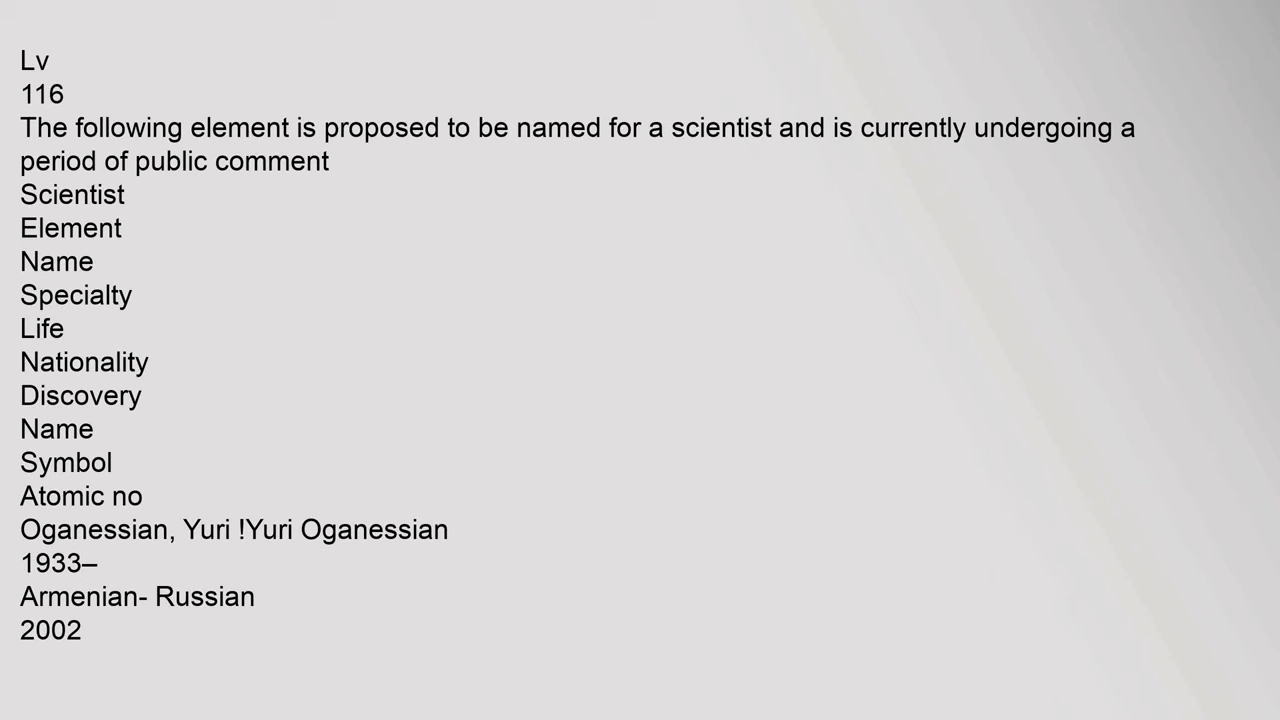 Lv
116
The following element is proposed to be named for a scientist and is currently undergoing a
period of public comment
Scientist
Element
Name
Specialty
Life
Nationality
Discovery
Name
Symbol
Atomic no
Oganessian, Yuri !Yuri Oganessian
1933–
Armenian- Russian
2002